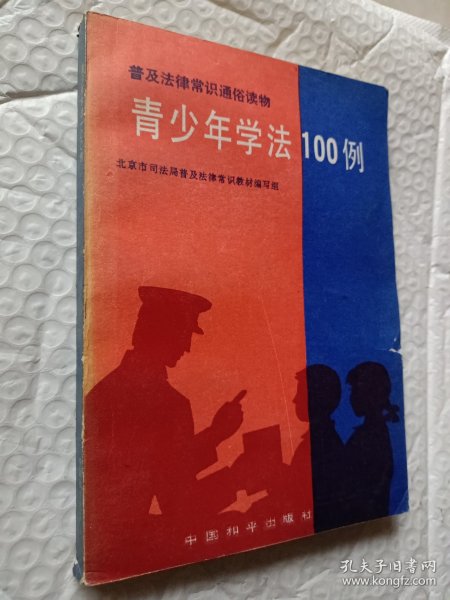 普及法律常识通俗读物
青少年学法100例
北京市司法局普及法律常识教材编写组
中国和平出版社
孔夫子旧书网
www.kongfz.com